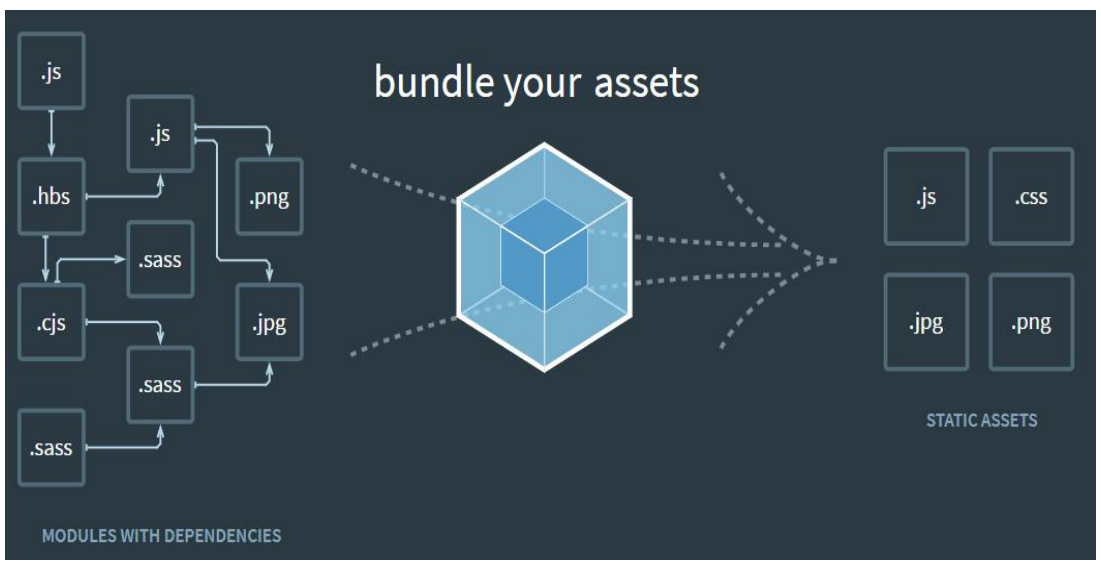 bundle your assets
.js
.js
.hbs
.png
.sass
.cjs
.jpg
.sass
.sass
MODULES WITH DEPENDENCIES
.js
.css
.jpg
.png
STATIC ASSETS